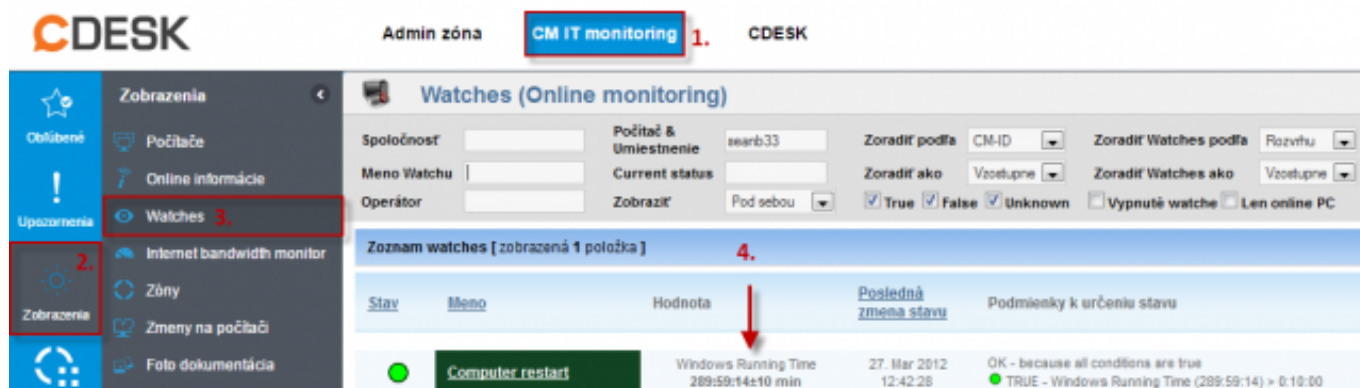 CDESK
Admin zóna
CM IT monitoring
1.
CDESK
Obľúbené
Upozornenia
2.
Zobrazenia
Zobrazenia
Počítače
Online informácie
Watches 3.
Internet bandwidth monitor
Zóny
Zmeny na počítači
Foto dokumentácia
Watches (Online monitoring)
Spoločnosť
Počítač & Umiestnenie seanb33
Zoradiť podľa CM-ID
Zoradiť Watches podľa Rozvrhu
Meno Watchu
Current status
Zoradiť ako Vzostupne
Zoradiť Watches ako Vzostupne
Operátor
Zobraziť Pod sebou
True False Unknown
Vypnuté watche Len online PC
Zoznam watches [ zobrazená 1 položka ]
4.
Stav
Meno
Hodnota
Posledná zmena stavu
Podmienky k určeniu stavu
Computer restart
Windows Running Time
289:59:14±10 min
27. Mar 2012
12:42:28
OK - because all conditions are true
TRUE - Windows Running Time (289:59:14) > 0:10:00